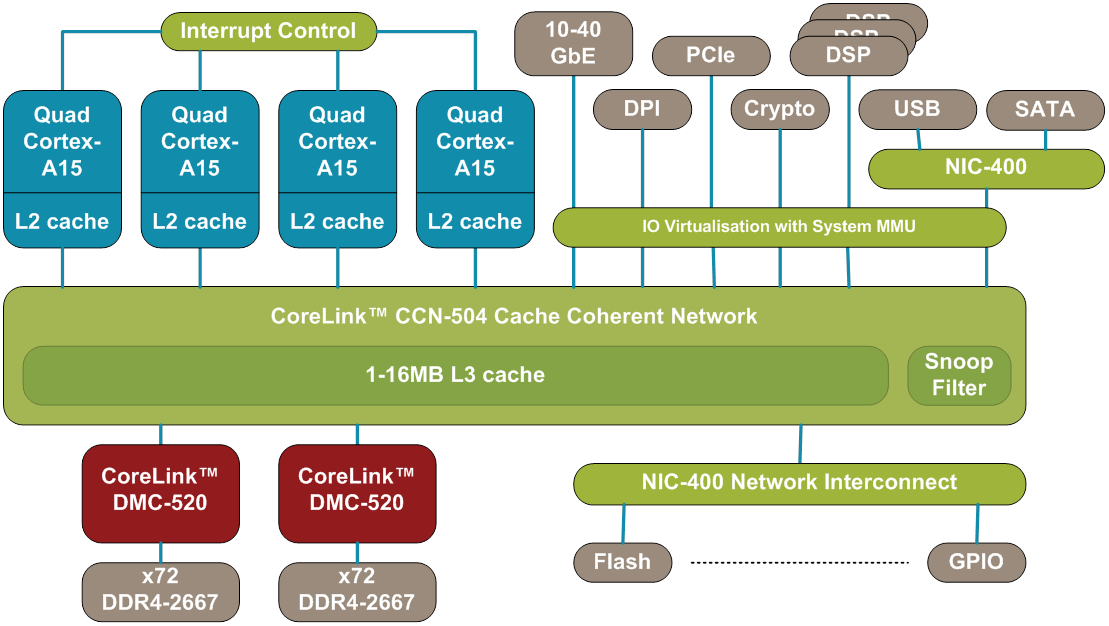 Interrupt Control
10-40
GbE
PCIe
DSP
DSP
DSP
DPI
Crypto
USB
SATA
NIC-400
Quad
Cortex-
A15
L2 cache
Quad
Cortex-
A15
L2 cache
Quad
Cortex-
A15
L2 cache
Quad
Cortex-
A15
L2 cache
IO Virtualisation with System MMU
CoreLink™ CCN-504 Cache Coherent Network
1-16MB L3 cache
Snoop
Filter
CoreLink™
DMC-520
CoreLink™
DMC-520
NIC-400 Network Interconnect
x72
DDR4-2667
x72
DDR4-2667
Flash
GPIO